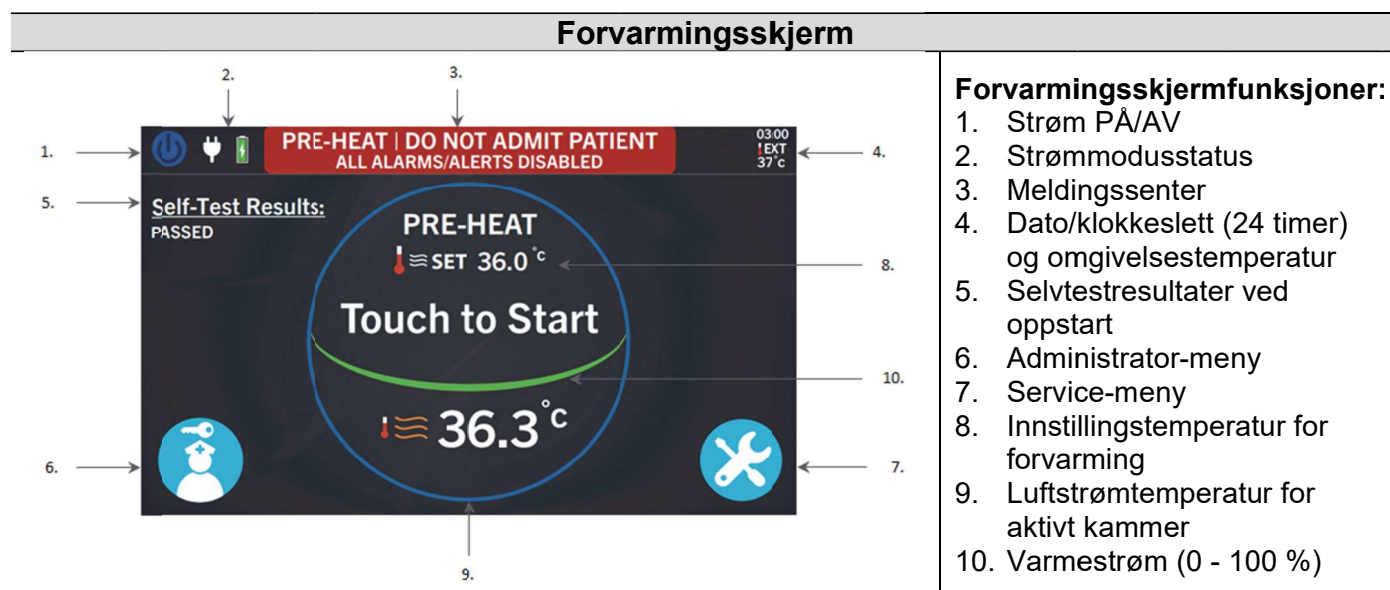 Forvarmingsskjerm
2.
3.
1.
PRE-HEAT | DO NOT ADMIT PATIENT
ALL ALARMS/ALERTS DISABLED
03:00
EXT
37°c
4.
5.
Self-Test Results:
PASSED
PRE-HEAT
SET 36.0°c
8.
Touch to Start
10.
36.3°c
6.
7.
9.
Forvarmingsskjermfunksjoner:
1. Strøm PÅ/AV
2. Strømmodusstatus
3. Meldingssenter
4. Dato/klokkeslett (24 timer)
og omgivelsestemperatur
5. Selvtestresultater ved
oppstart
6. Administrator-meny
7. Service-meny
8. Innstillingstemperatur for
forvarming
9. Luftstrømtemperatur for
aktivt kammer
10. Varmestrøm (0 - 100 %)